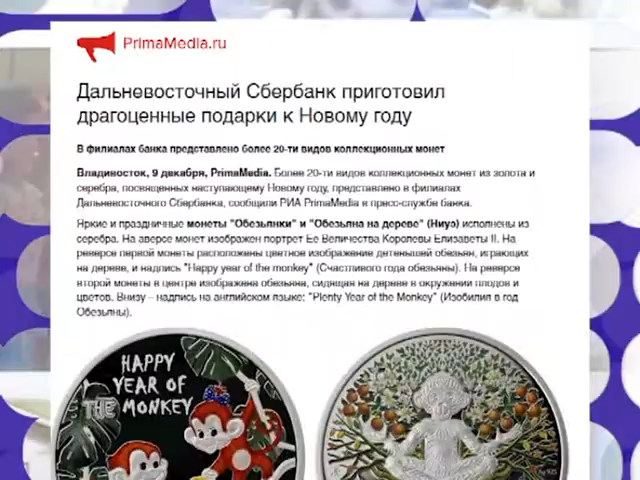 PrimaMedia.ru
Дальневосточный Сбербанк приготовил
драгоценные подарки к Новому году
В филиалах банка представлено более 20-ти видов коллекционных монет
Владивосток, 9 декабря, PrimaMedia. Более 20-ти видов коллекционных монет из золота и
серебра, посвященных наступающему Новому году, представлено в филиалах
Дальневосточного Сбербанка, сообщили РИА PrimaMedia в пресс-службе банка.
Яркие и праздничные монеты "Обезьянки" и "Обезьяна на дереве" (Ниуэ) исполнены из
серебра. На аверсе монет изображен портрет Ее Величества Королевы Елизаветы II. На
реверсе первой монеты расположены цветное изображение детенышей обезьян, играющих
на дереве, и надпись "Happy year of the monkey" (Счастливого года обезьяны). На реверсе
второй монеты в центре изображена обезьяна, сидящая на дереве в окружении плодов и
цветов. Внизу – надпись на английском языке: "Plenty Year of the Monkey" (Изобилия в год
Обезьяны).
HAPPY
YEAR OF
THE MONKEY
Ag 925